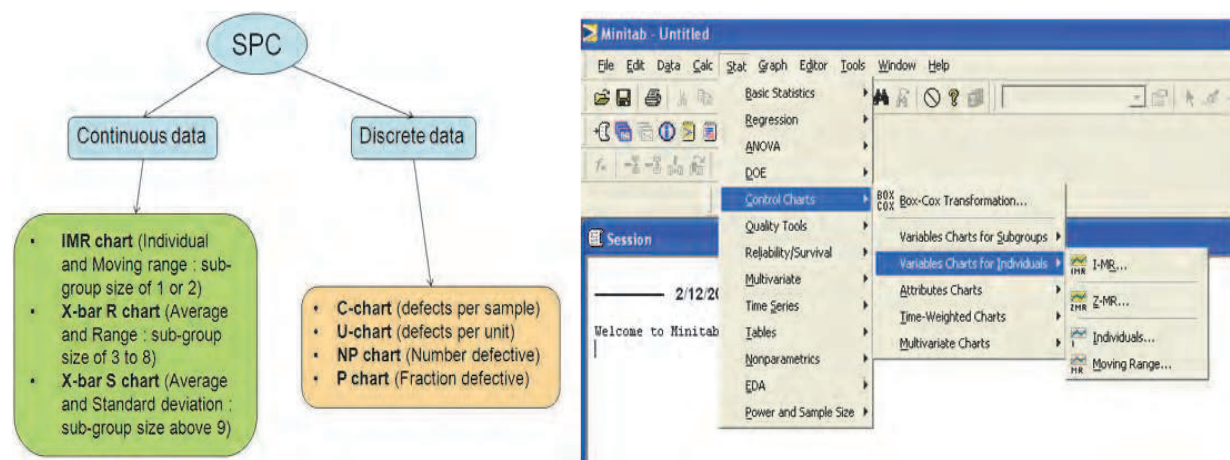 SPC
Continuous data
Discrete data
• IMR chart (Individual
and Moving range : sub-
group size of 1 or 2)
• X-bar R chart (Average
and Range : sub-group
size of 3 to 8)
• X-bar S chart (Average
and Standard deviation :
sub-group size above 9)
• C-chart (defects per sample)
• U-chart (defects per unit)
• NP chart (Number defective)
• P chart (Fraction defective)
Minitab - Untitled
File Edit Data Calc Stat Graph Editor Tools Window Help
Basic Statistics
Regression
ANOVA
DOE
Control Charts
Quality Tools
Reliability/Survival
Multivariate
Time Series
Tables
Nonparametrics
EDA
Power and Sample Size
BOX
COX Box-Cox Transformation...
Variables Charts for Subgroups
Variables Charts for Individuals
Attributes Charts
Time-Weighted Charts
Multivariate Charts
IMR I-MR...
ZMR Z-MR...
I Individuals...
MR Moving Range...
Session
2/12/20
Welcome to Minitab